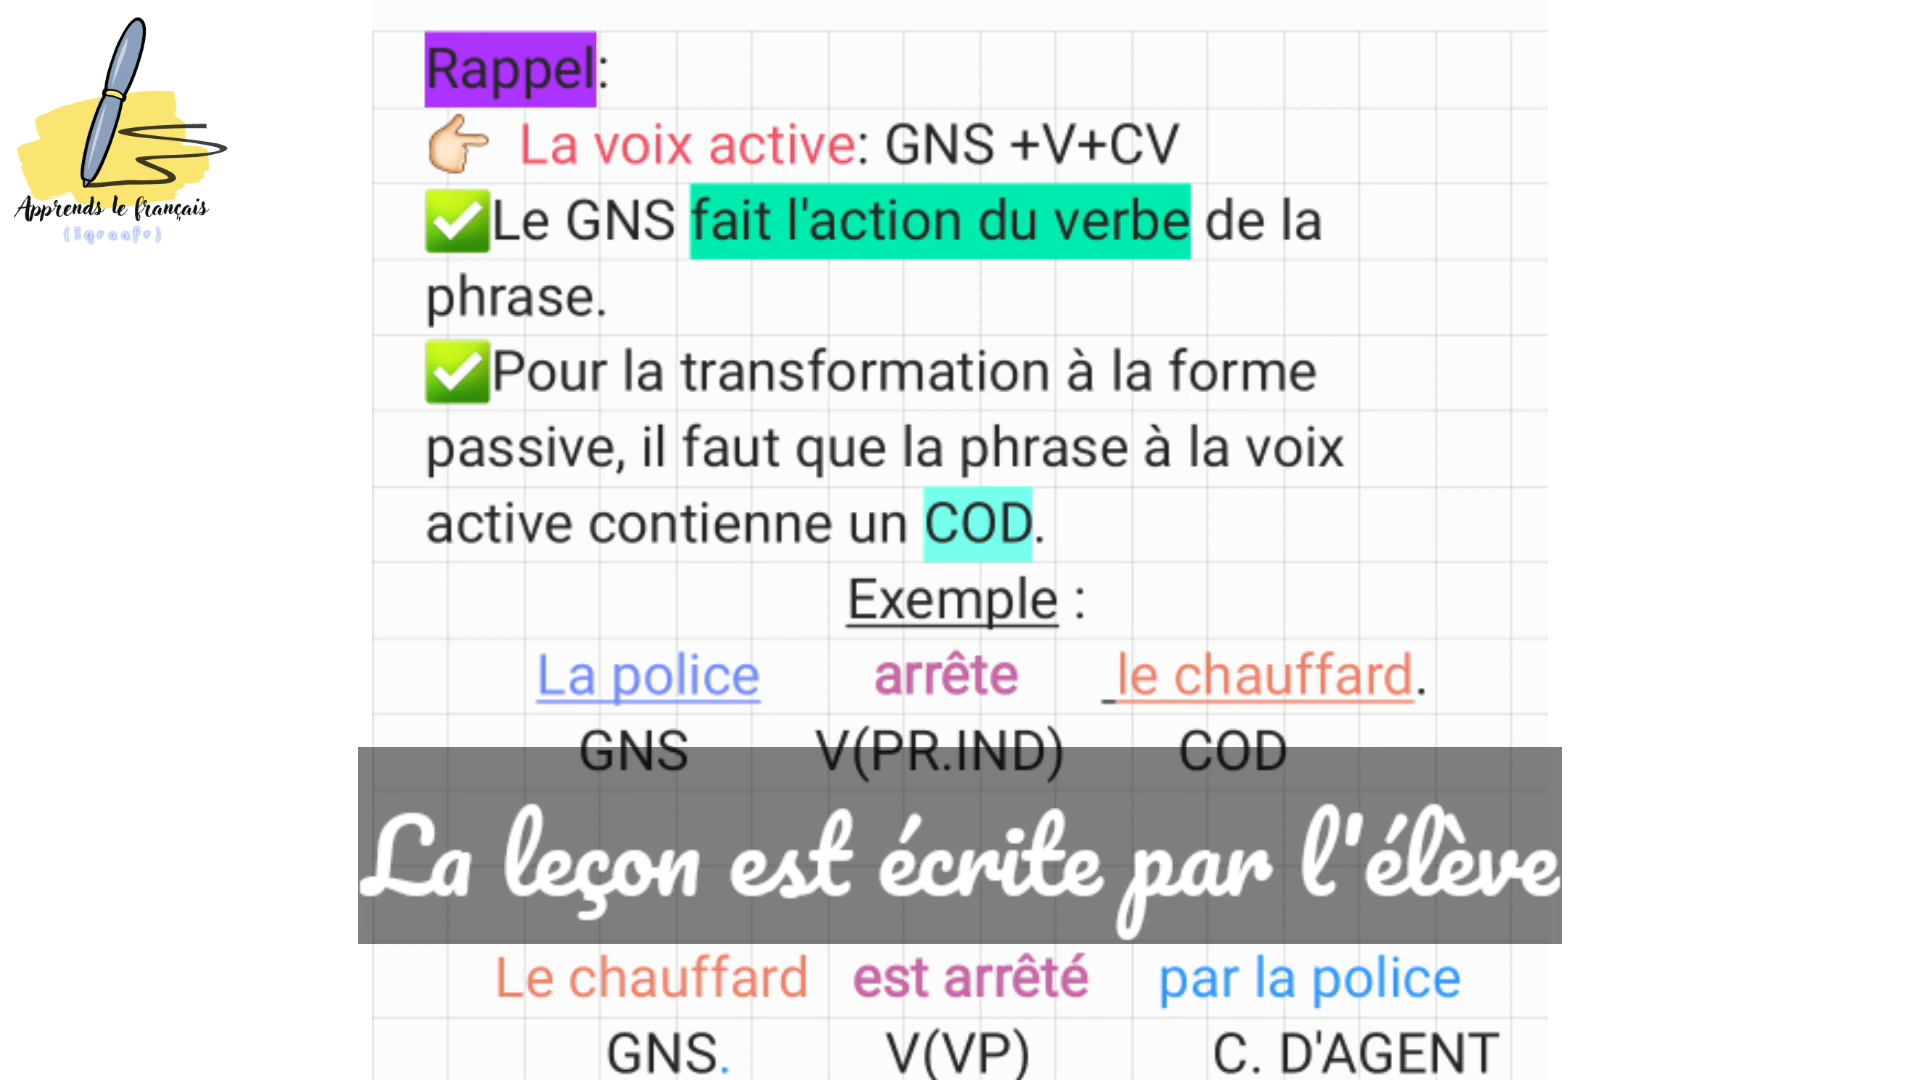 Apprends le français
(Iqraafr)
Rappel:
👉🏻 La voix active: GNS +V+CV
✅Le GNS fait l'action du verbe de la
phrase.
✅Pour la transformation à la forme
passive, il faut que la phrase à la voix
active contienne un COD.
Exemple :
La police arrête _le chauffard.
GNS V(PR.IND) COD
La leçon est écrite par l'élève
Le chauffard est arrêté par la police
GNS. V(VP) C. D'AGENT